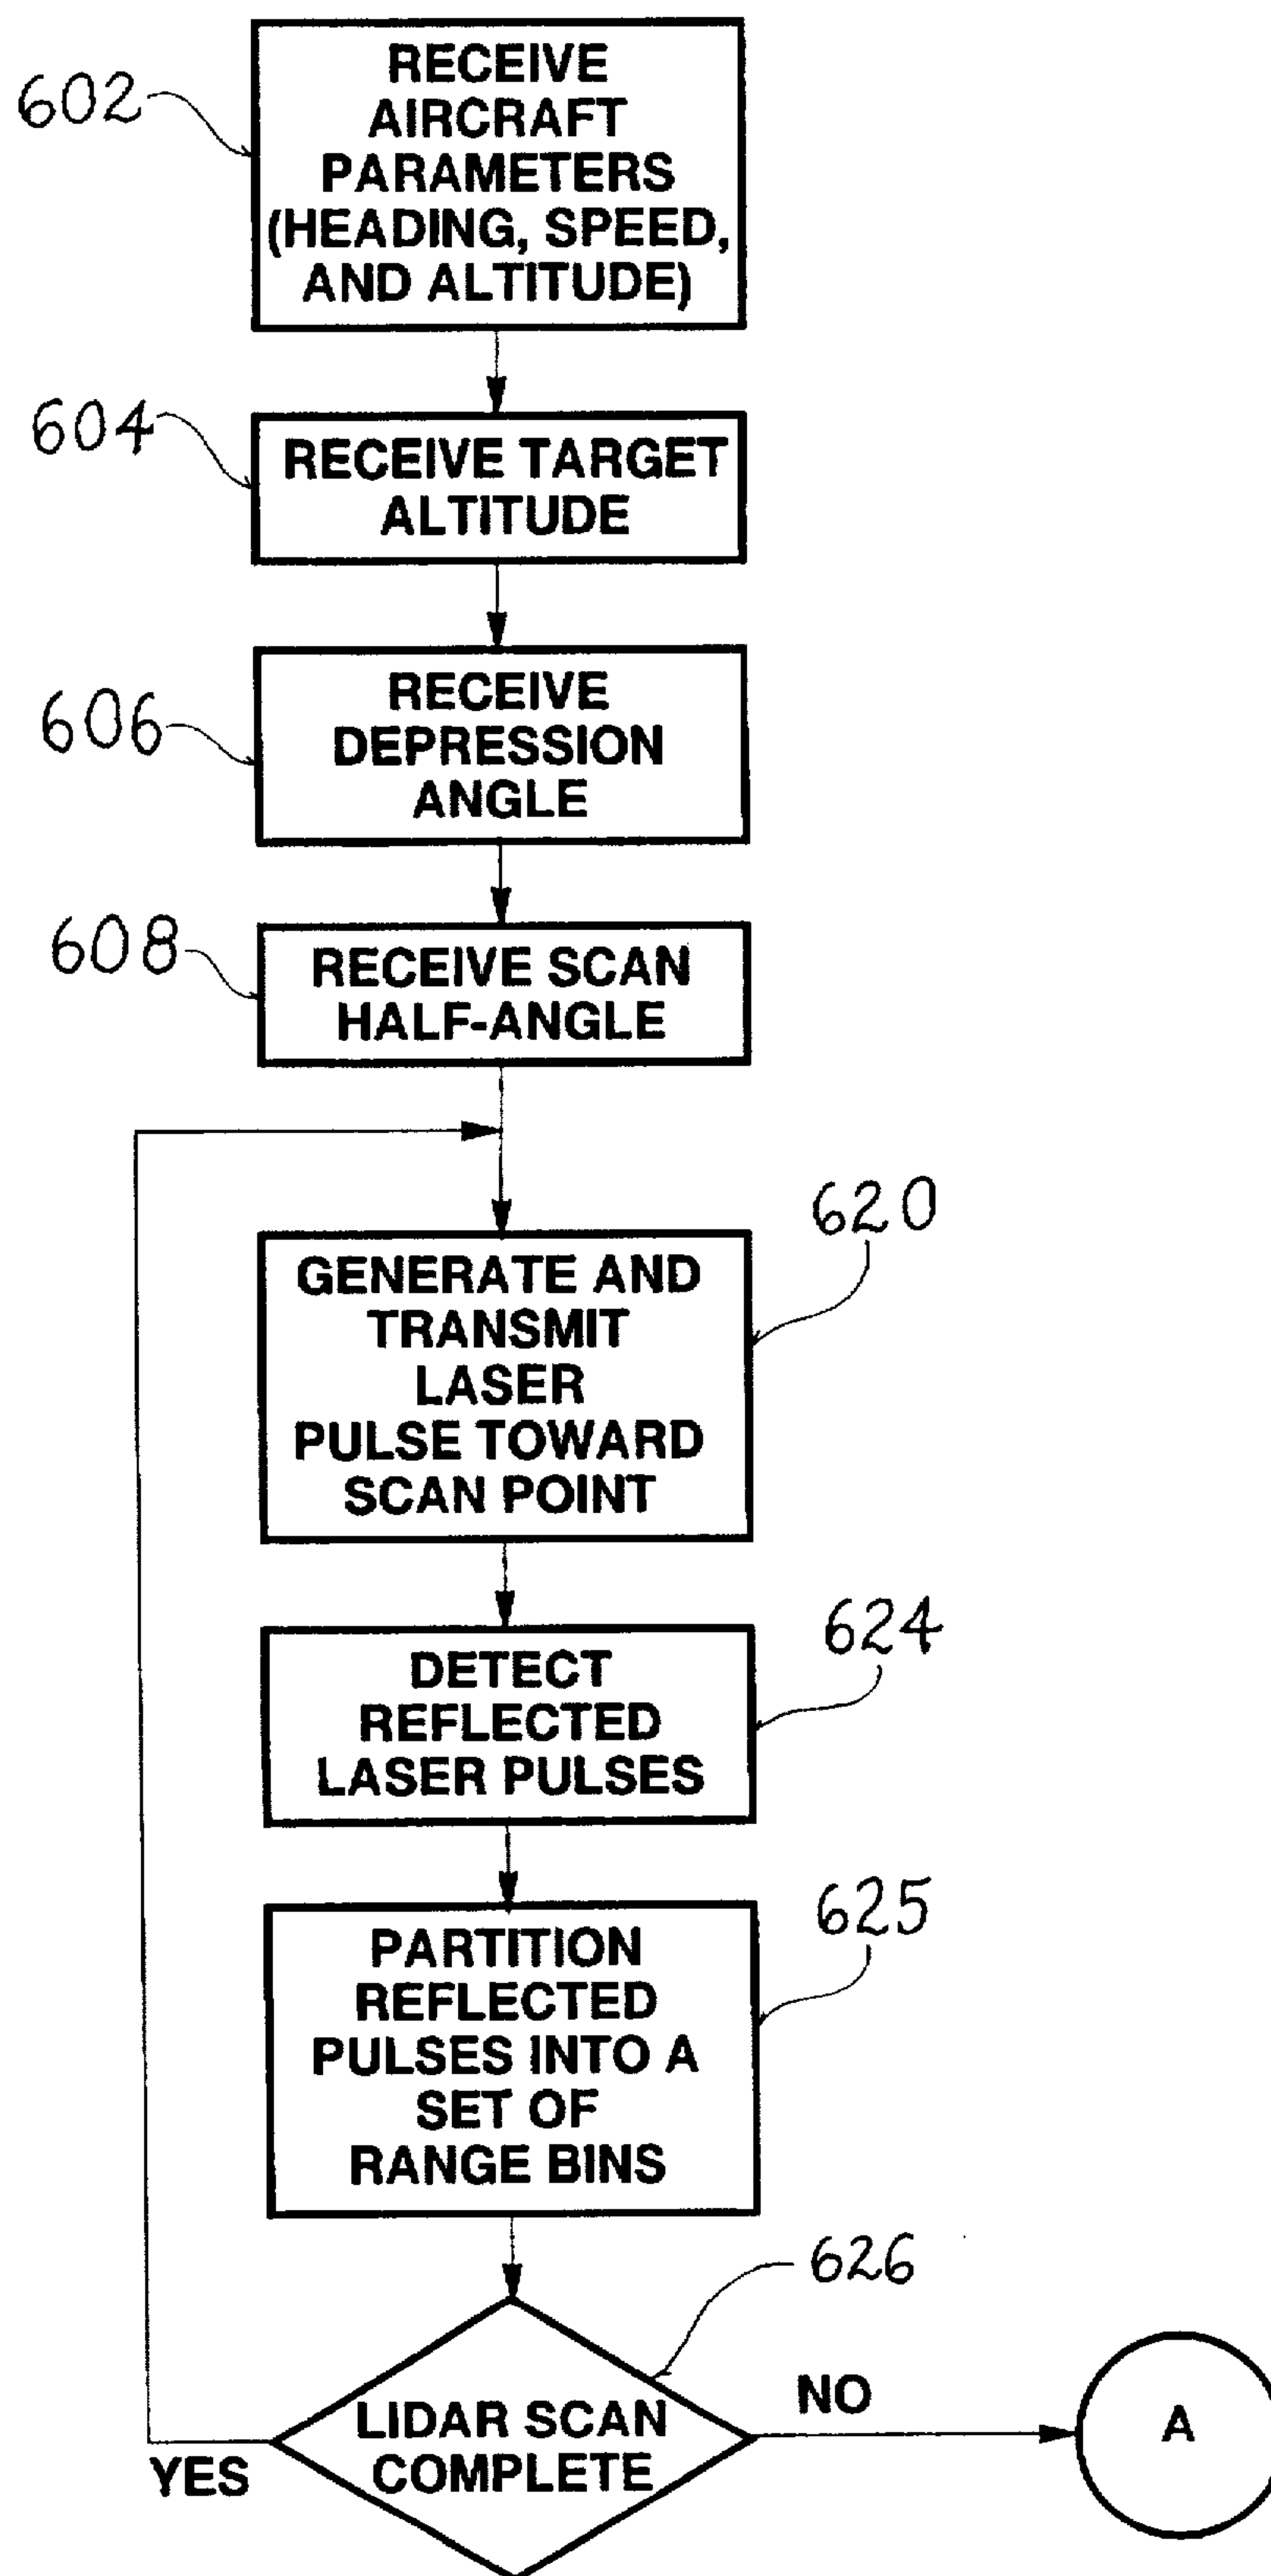 602
RECEIVE
AIRCRAFT
PARAMETERS
(HEADING, SPEED,
AND ALTITUDE)
604
RECEIVE TARGET
ALTITUDE
606
RECEIVE
DEPRESSION
ANGLE
608
RECEIVE SCAN
HALF-ANGLE
620
GENERATE AND
TRANSMIT
LASER
PULSE TOWARD
SCAN POINT
624
DETECT
REFLECTED
LASER PULSES
625
PARTITION
REFLECTED
PULSES INTO A
SET OF
RANGE BINS
626
LIDAR SCAN
COMPLETE
NO
A
YES